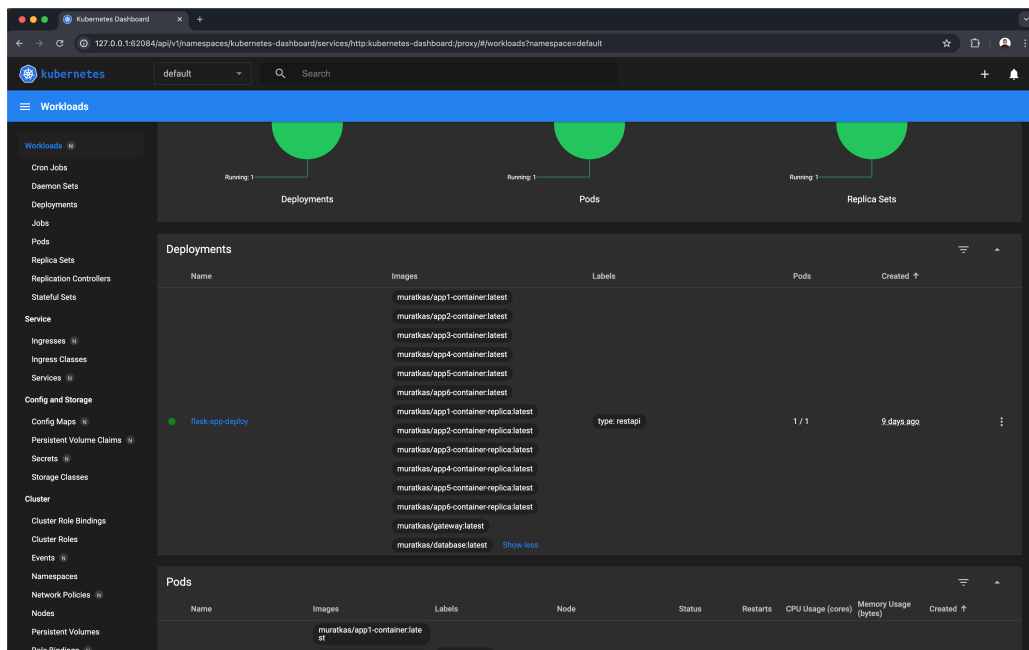 Kubernetes Dashboard
127.0.0.1:62084/api/v1/namespaces/kubernetes-dashboard/services/http:kubernetes-dashboard:/proxy/#/workloads?namespace=default
kubernetes
default
Search
Workloads
Workloads N
Cron Jobs
Daemon Sets
Deployments
Jobs
Pods
Replica Sets
Replication Controllers
Stateful Sets
Service
Ingresses N
Ingress Classes
Services N
Config and Storage
Config Maps N
Persistent Volume Claims N
Secrets N
Storage Classes
Cluster
Cluster Role Bindings
Cluster Roles
Events N
Namespaces
Network Policies N
Nodes
Persistent Volumes
Role Bindings N
Running: 1
Deployments
Running: 1
Pods
Running: 1
Replica Sets
Deployments
Name Images Labels Pods Created
muratkas/app1-container:latest
muratkas/app2-container:latest
muratkas/app3-container:latest
muratkas/app4-container:latest
muratkas/app5-container:latest
muratkas/app6-container:latest
muratkas/app1-container-replica:latest
flask-app-deploy
muratkas/app2-container-replica:latest
type: restapi
1 / 1
9 days ago
muratkas/app3-container-replica:latest
muratkas/app4-container-replica:latest
muratkas/app5-container-replica:latest
muratkas/app6-container-replica:latest
muratkas/gateway:latest
muratkas/database:latest Show less
Pods
Name Images Labels Node Status Restarts CPU Usage (cores) Memory Usage (bytes) Created
muratkas/app1-container:late
st